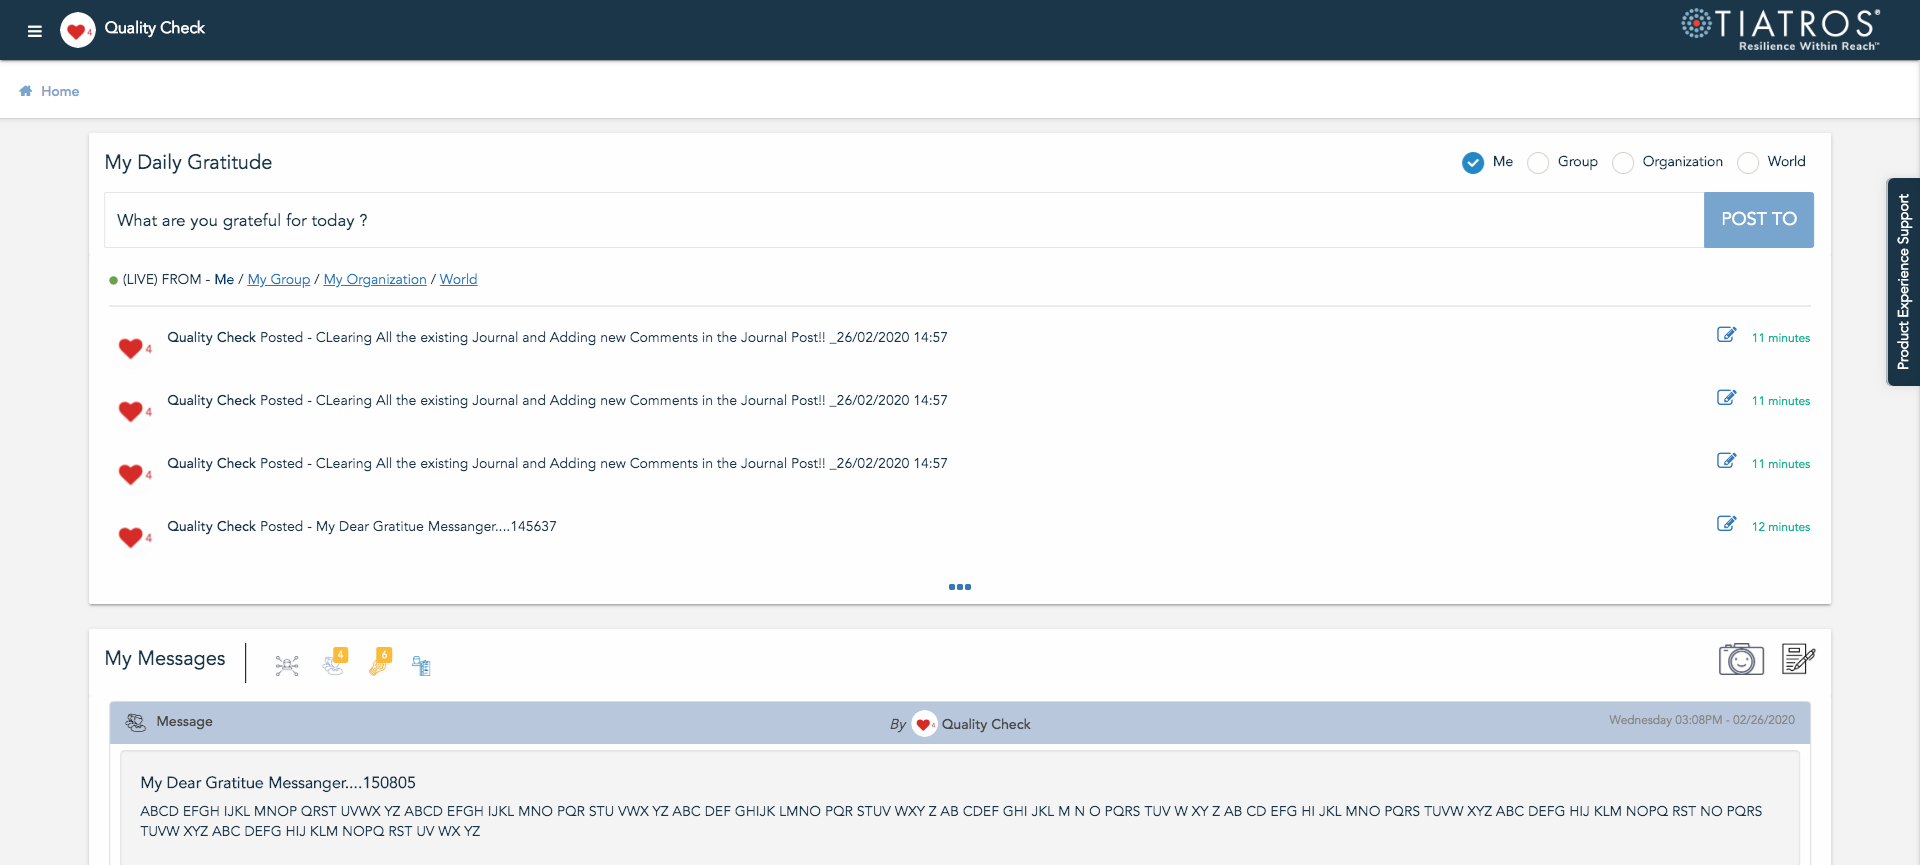 Quality Check
TIATROS®
Resilience Within Reach™
Home
My Daily Gratitude
Me Group Organization World
What are you grateful for today ?
POST TO
(LIVE) FROM - Me / My Group / My Organization / World
Quality Check Posted - CLearing All the existing Journal and Adding new Comments in the Journal Post!! _26/02/2020 14:57
11 minutes
4
Quality Check Posted - CLearing All the existing Journal and Adding new Comments in the Journal Post!! _26/02/2020 14:57
11 minutes
4
Quality Check Posted - CLearing All the existing Journal and Adding new Comments in the Journal Post!! _26/02/2020 14:57
11 minutes
4
Quality Check Posted - My Dear Gratitue Messanger....145637
12 minutes
4
Product Experience Support
My Messages
4
6
Message
By Quality Check
Wednesday 03:08PM - 02/26/2020
My Dear Gratitue Messanger....150805
ABCD EFGH IJKL MNOP QRST UVWX YZ ABCD EFGH IJKL MNO PQR STU VWX YZ ABC DEF GHIJK LMNO PQR STUV WXY Z AB CDEF GHI JKL M N O PQRS TUV W XY Z AB CD EFG HI JKL MNO PQRS TUVW XYZ ABC DEFG HIJ KLM NOPQ RST NO PQRS
TUVW XYZ ABC DEFG HIJ KLM NOPQ RST UV WX YZ